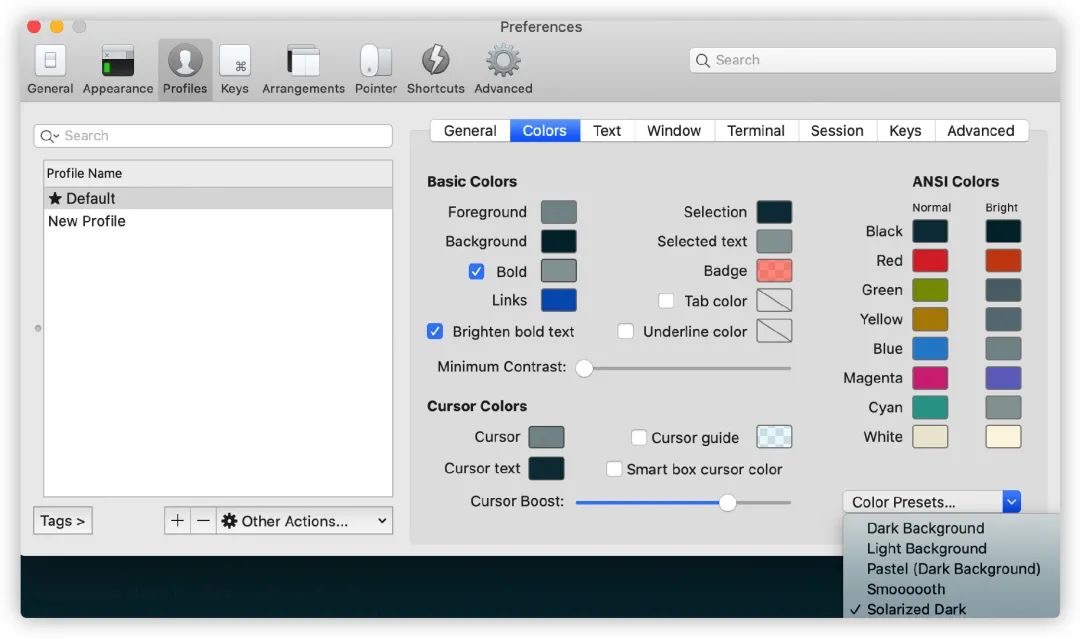 Preferences
General Appearance Profiles Keys Arrangements Pointer Shortcuts Advanced
Search
Search
Profile Name
★ Default
New Profile
Tags >
+ − Other Actions...
General Colors Text Window Terminal Session Keys Advanced
Basic Colors
Foreground
Background
Bold
Links
Brighten bold text
Selection
Selected text
Badge
Tab color
Underline color
Minimum Contrast:
Cursor Colors
Cursor
Cursor text
Cursor guide
Smart box cursor color
Cursor Boost:
ANSI Colors
Normal Bright
Black
Red
Green
Yellow
Blue
Magenta
Cyan
White
Color Presets...
Dark Background
Light Background
Pastel (Dark Background)
Smoooooth
✓ Solarized Dark